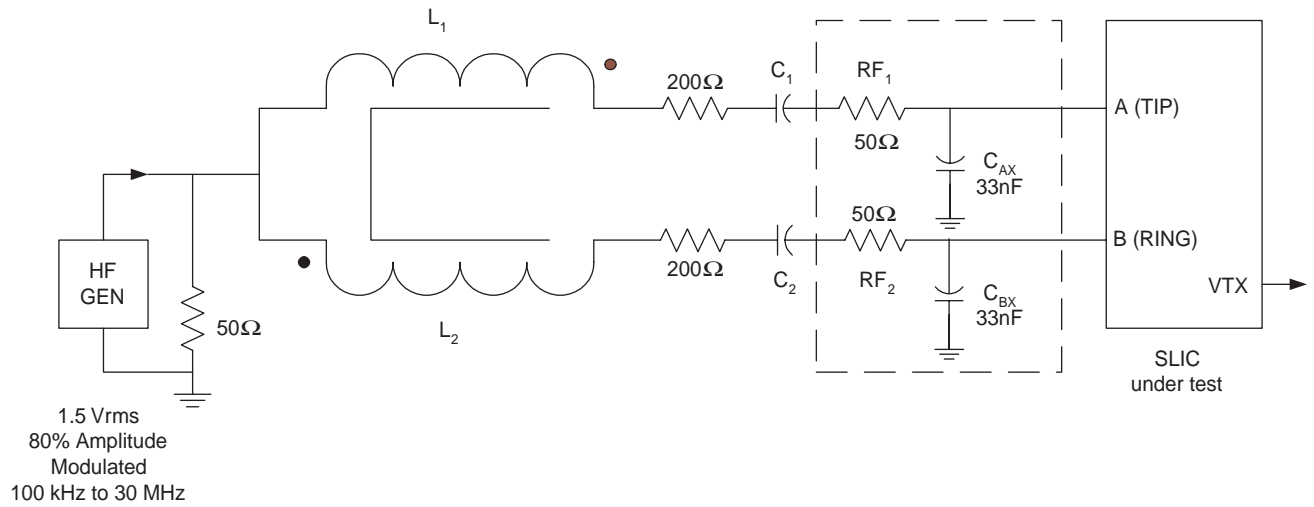 L1
200Ω
C1
RF1
50Ω
A (TIP)
CAX
33nF
50Ω
B (RING)
HF
GEN
200Ω
C2
RF2
VTX
50Ω
L2
CBX
33nF
SLIC
under test
1.5 Vrms
80% Amplitude
Modulated
100 kHz to 30 MHz